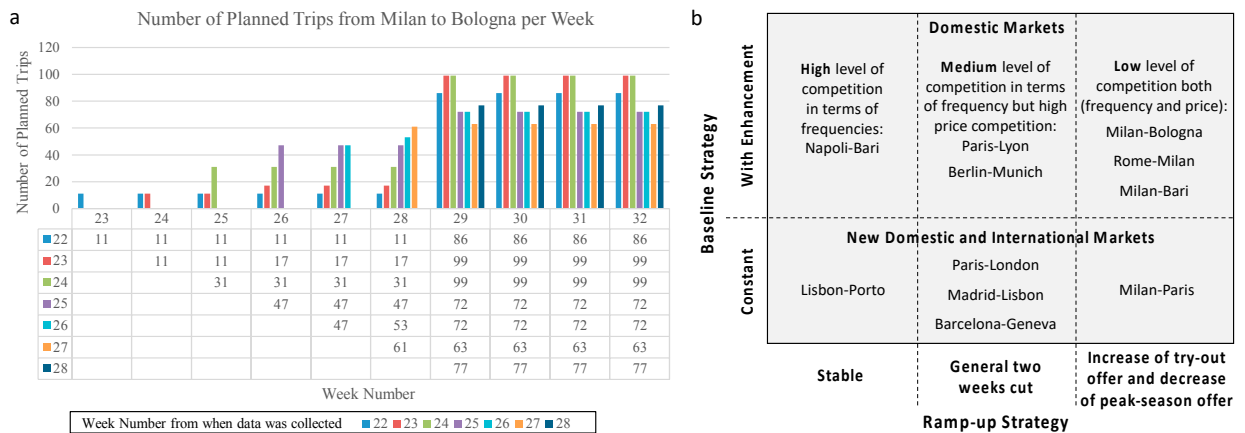 a
Number of Planned Trips from Milan to Bologna per Week
Number of Planned Trips
120
100
80
60
40
20
0
23 24 25 26 27 28 29 30 31 32
22 11 11 11 11 11 11 86 86 86 86
23 11 11 17 17 17 99 99 99 99
24 31 31 31 31 99 99 99 99
25 47 47 47 72 72 72 72
26 47 53 72 72 72 72
27 61 63 63 63 63
28 77 77 77 77
Week Number
Week Number from when data was collected 22 23 24 25 26 27 28
b
Baseline Strategy
With Enhancement
Constant
Domestic Markets
High level of
competition
in terms of
frequencies:
Napoli-Bari
Medium level of
competition in terms
of frequency but high
price competition:
Paris-Lyon
Berlin-Munich
Low level of
competition both
(frequency and price):
Milan-Bologna
Rome-Milan
Milan-Bari
New Domestic and International Markets
Lisbon-Porto
Paris-London
Madrid-Lisbon
Barcelona-Geneva
Milan-Paris
Stable
General two
weeks cut
Increase of try-out
offer and decrease
of peak-season offer
Ramp-up Strategy